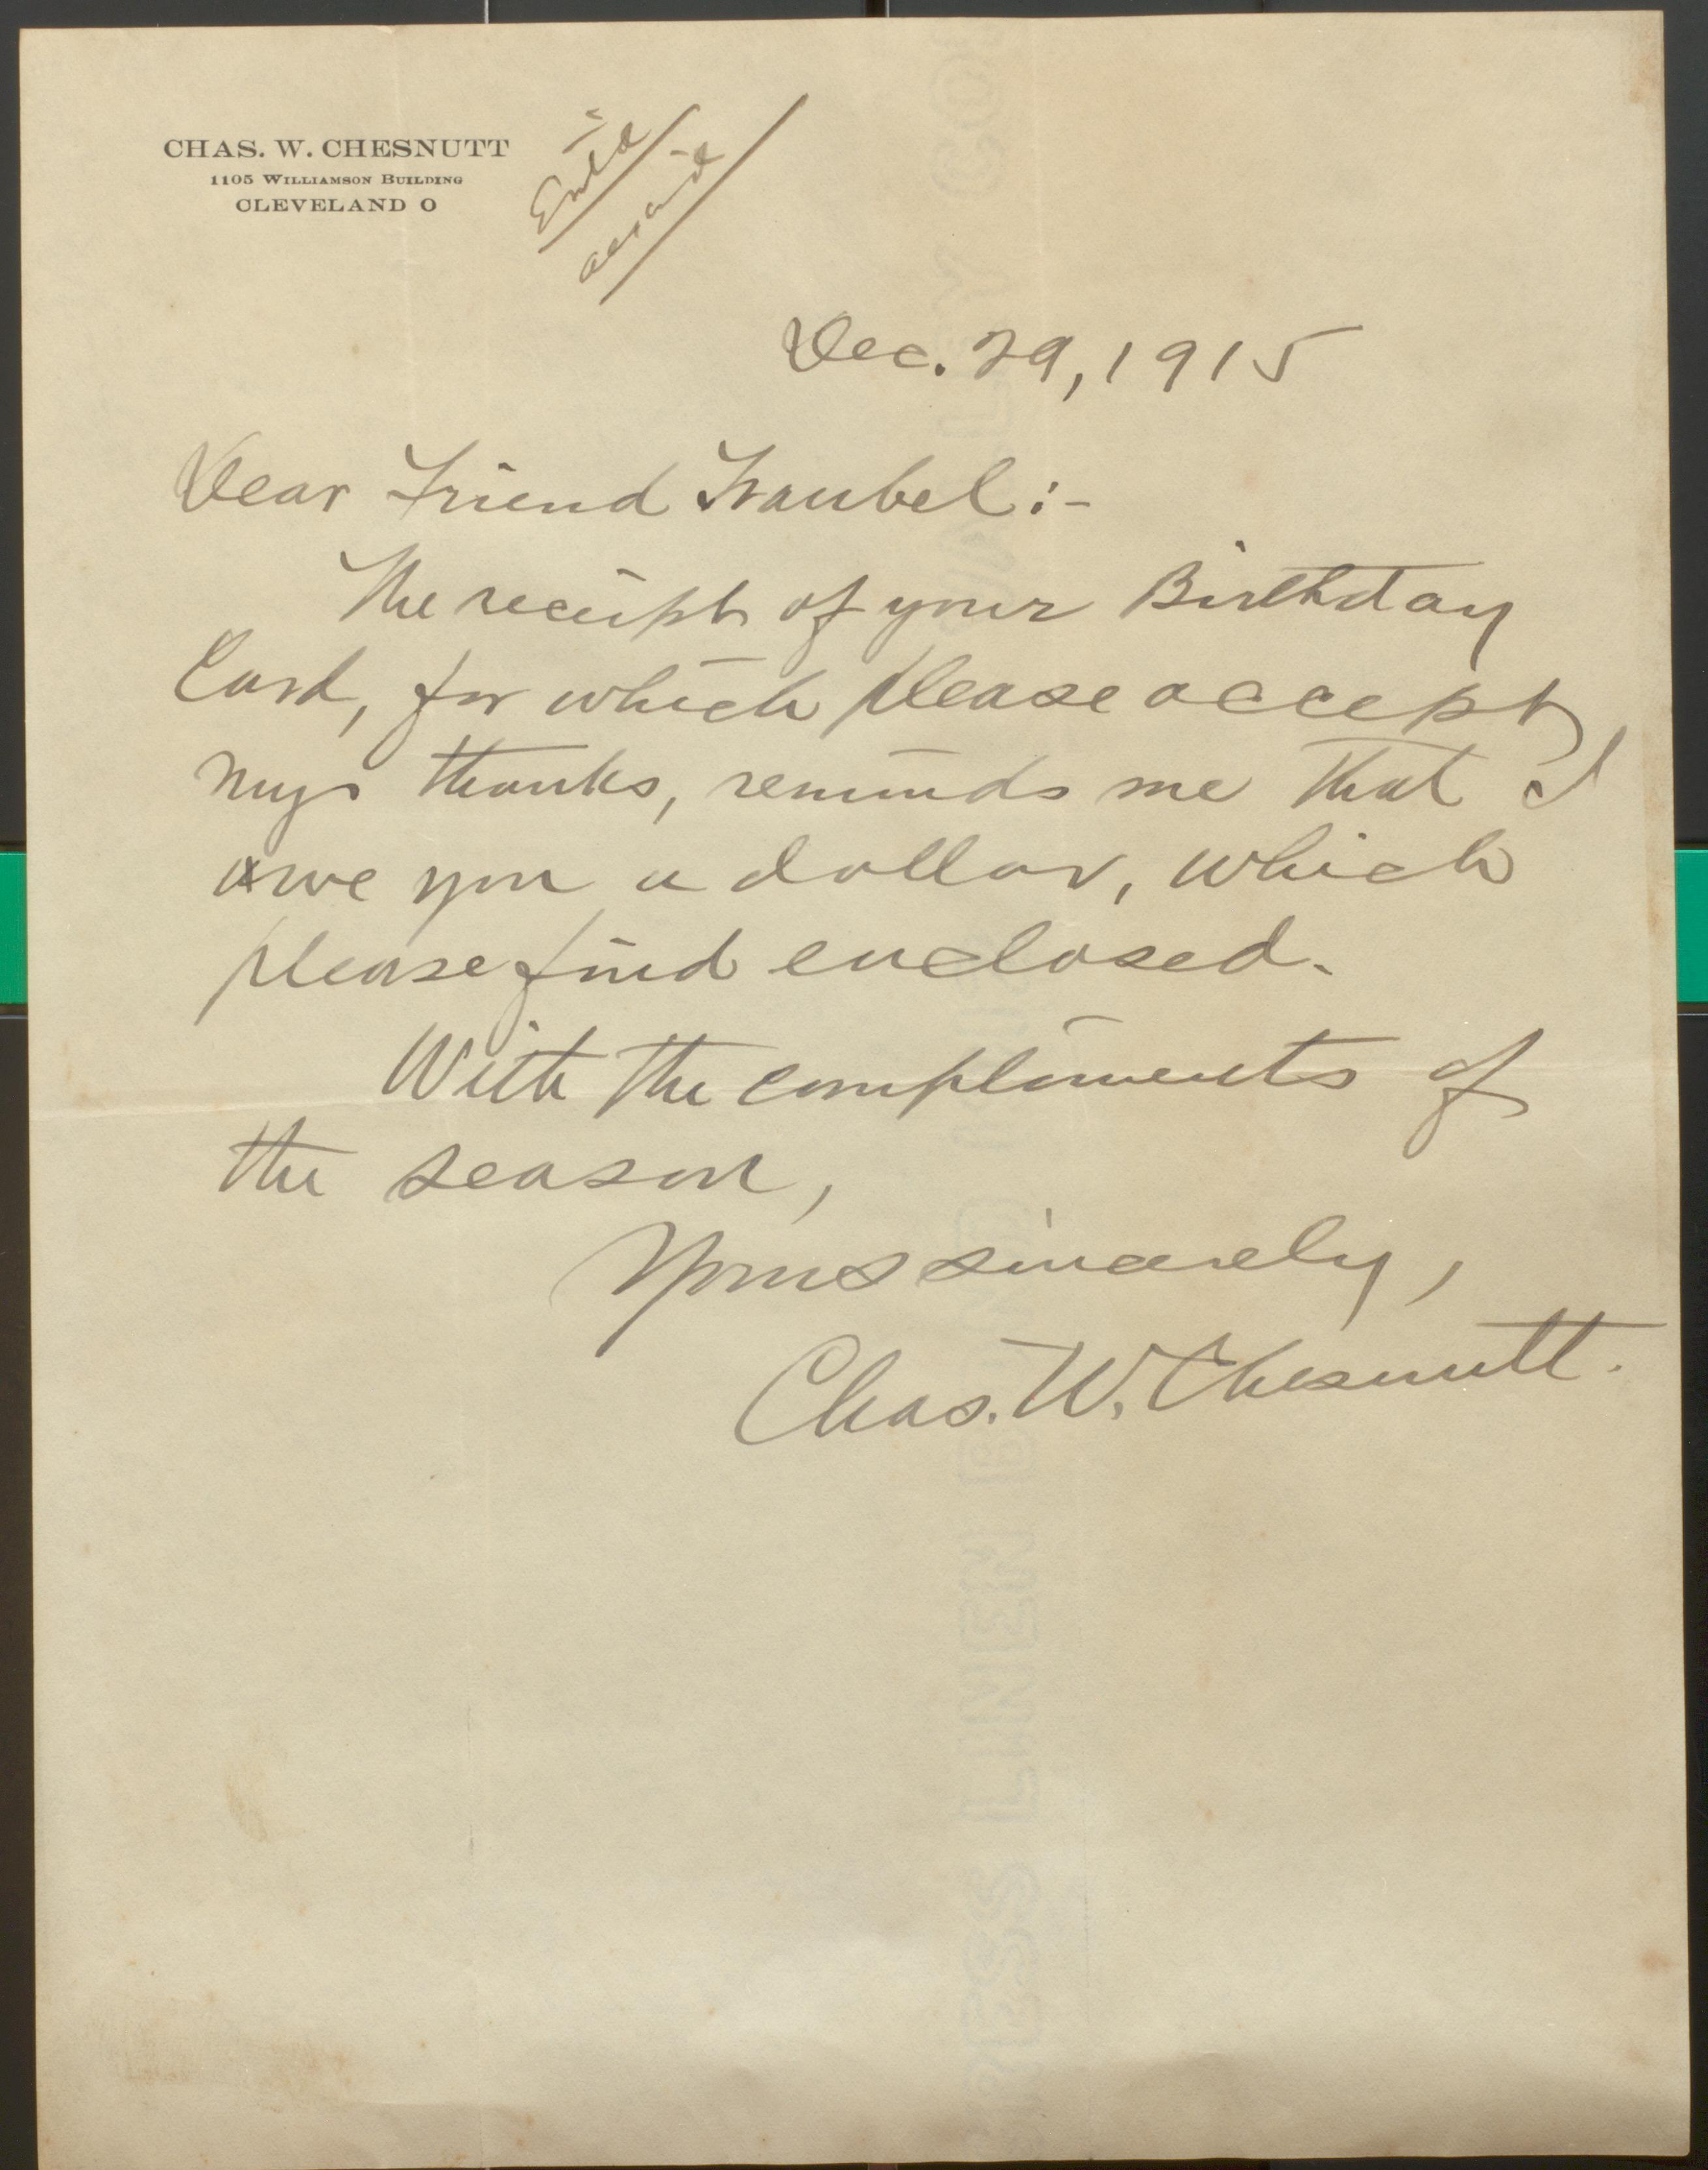 CHAS. W. CHESNUTT
1105 WILLIAMSON BUILDING
CLEVELAND O
Ent'd
Dec. 29, 1915
Dear Friend Traubel:-
The receipt of your Birthday
Card, for which please accept
my thanks, reminds me that I
owe you a dollar, which
please find enclosed.
With the compliments of
the season,
Yours sincerely,
Chas. W. Chesnutt.